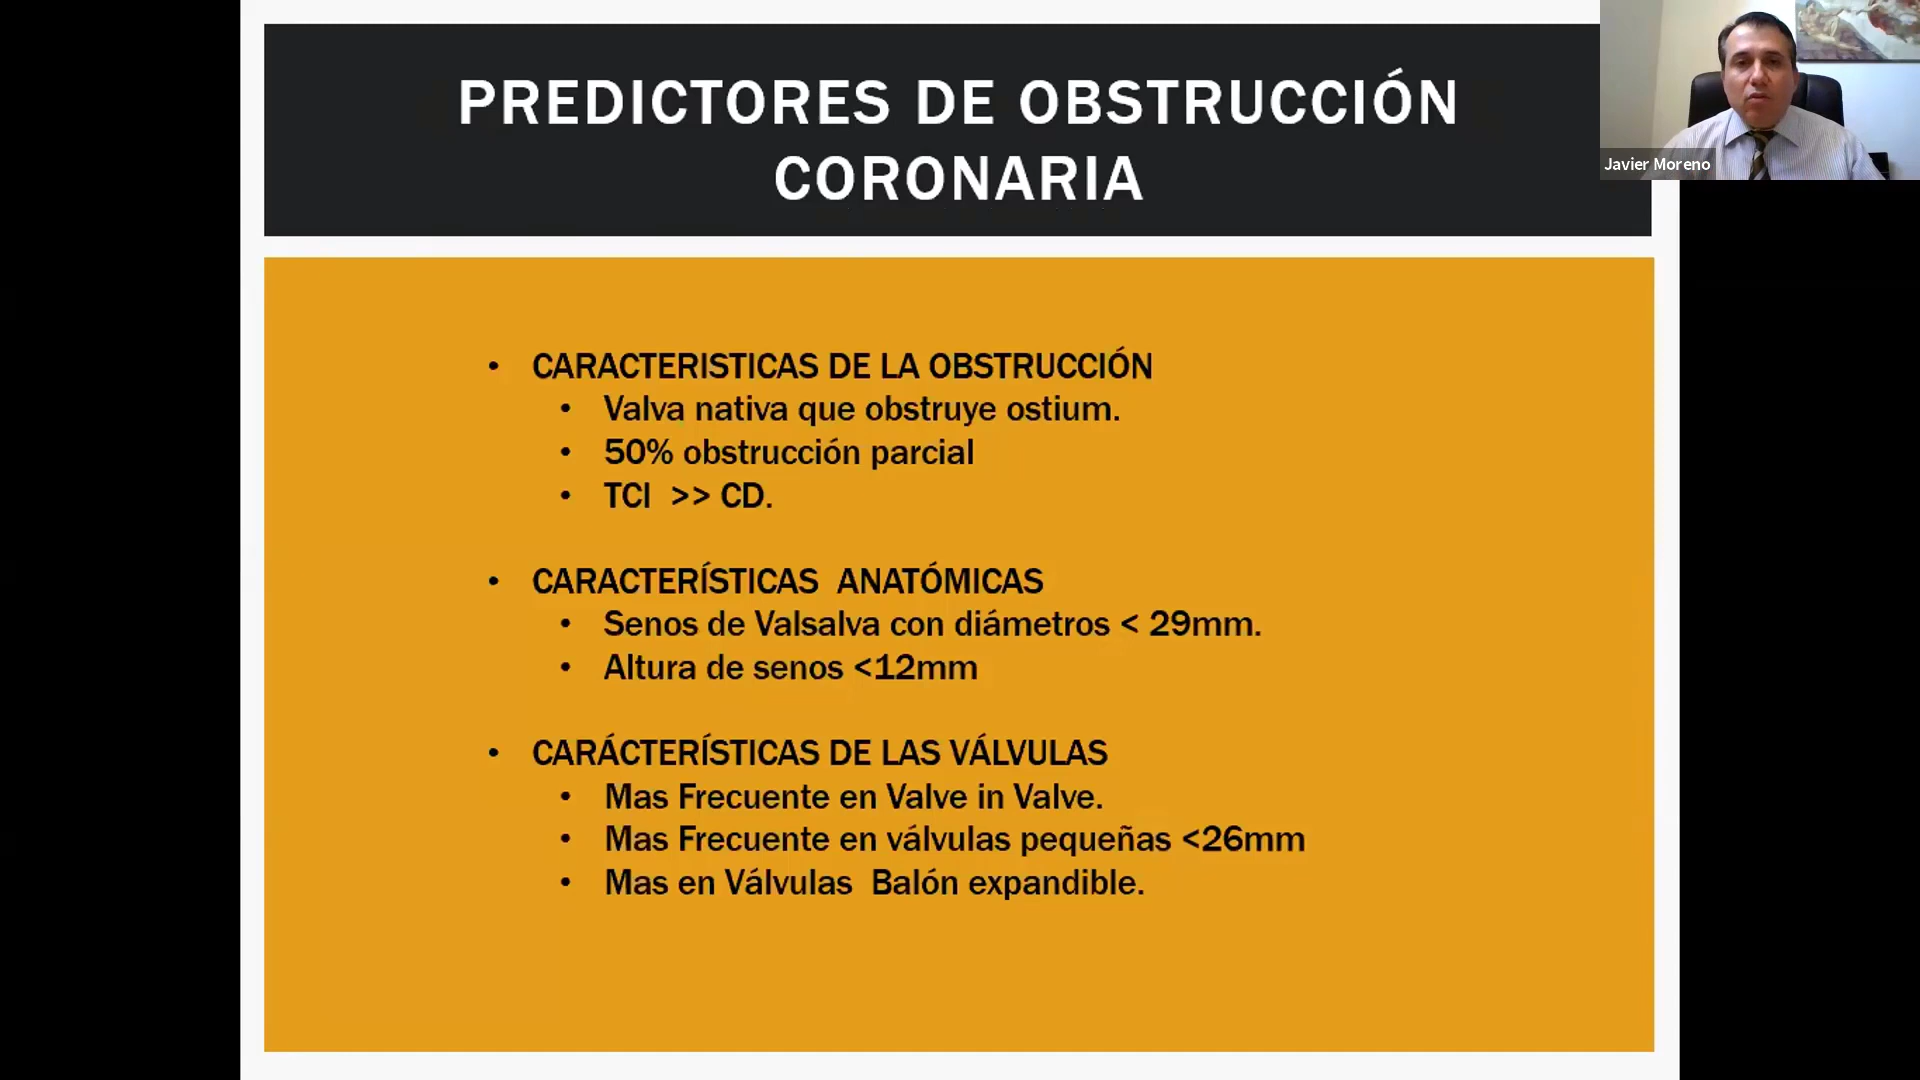 PREDICTORES DE OBSTRUCCIÓN
CORONARIA
Javier Moreno
• CARACTERISTICAS DE LA OBSTRUCCIÓN
• Valva nativa que obstruye ostium.
• 50% obstrucción parcial
• TCI >> CD.
• CARACTERÍSTICAS ANATÓMICAS
• Senos de Valsalva con diámetros < 29mm.
• Altura de senos <12mm
• CARÁCTERÍSTICAS DE LAS VÁLVULAS
• Mas Frecuente en Valve in Valve.
• Mas Frecuente en válvulas pequeñas <26mm
• Mas en Válvulas Balón expandible.